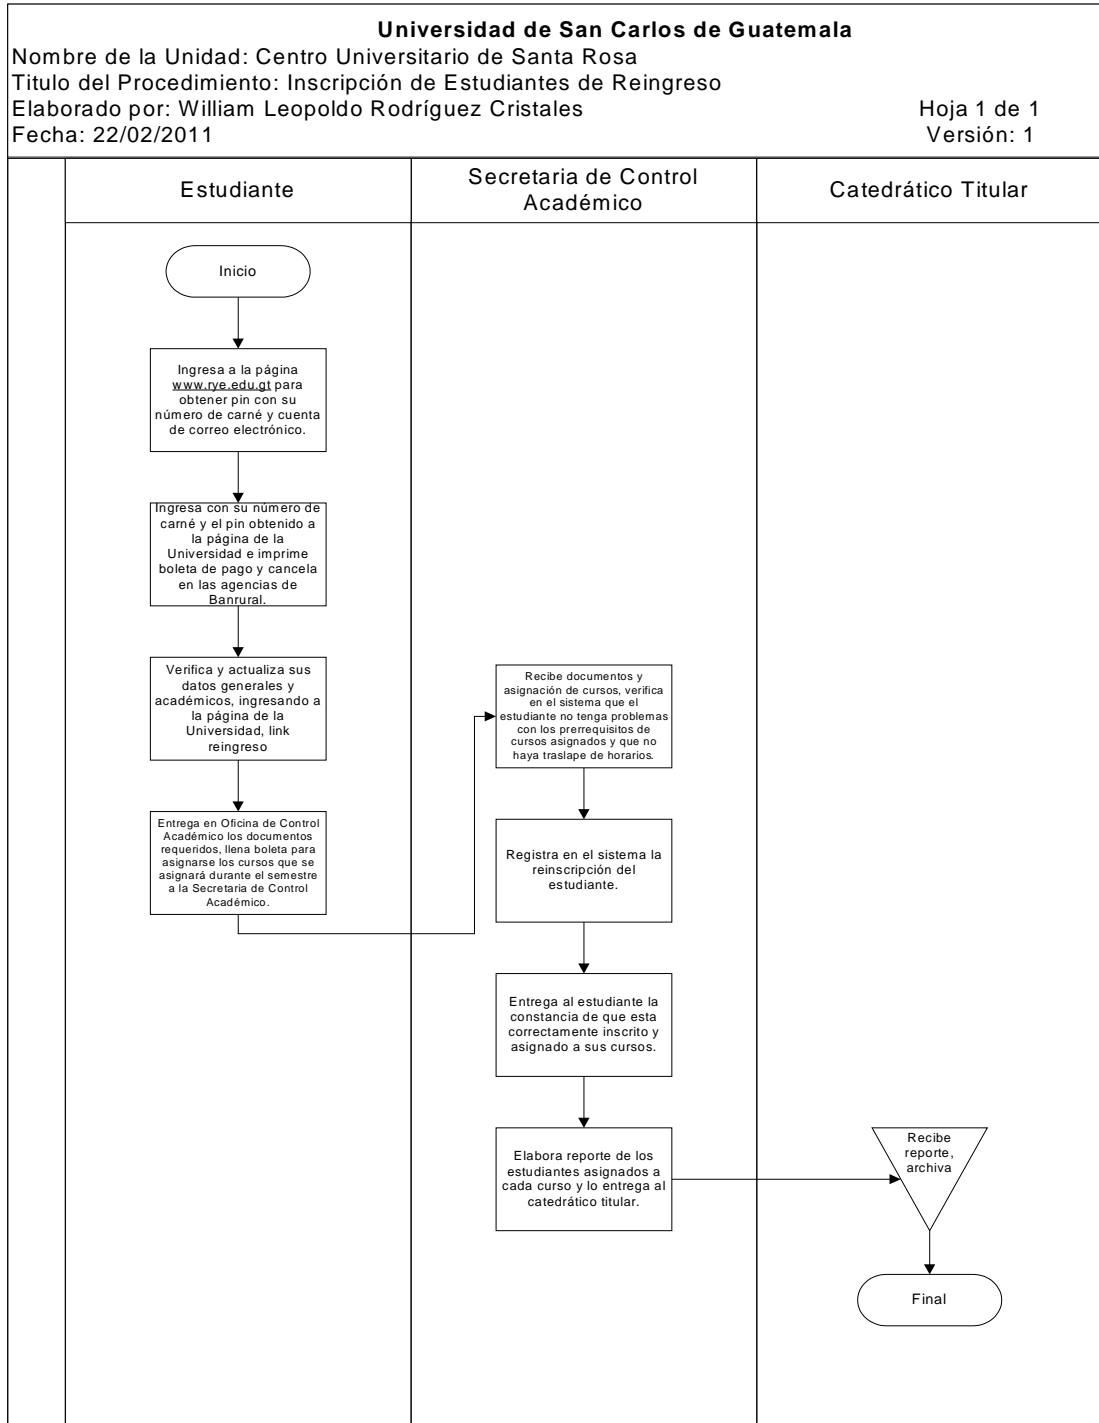 Universidad de San Carlos de Guatemala
Nombre de la Unidad: Centro Universitario de Santa Rosa
Titulo del Procedimiento: Inscripción de Estudiantes de Reingreso
Elaborado por: William Leopoldo Rodríguez Cristales
Hoja 1 de 1
Fecha: 22/02/2011
Versión: 1
Estudiante
Secretaria de Control
Académico
Catedrático Titular
Inicio
Ingresa a la página
www.rye.edu.gt para
obtener pin con su
número de carné y cuenta
de correo electrónico.
Ingresa con su número de
carné y el pin obtenido a
la página de la
Universidad e imprime
boleta de pago y cancela
en las agencias de
Banrural.
Verifica y actualiza sus
datos generales y
académicos, ingresando a
la página de la
Universidad, link
reingreso
Entrega en Oficina de Control
Académico los documentos
requeridos, llena boleta para
asignarse los cursos que se
asignará durante el semestre
a la Secretaria de Control
Académico.
Recibe documentos y
asignación de cursos, verifica
en el sistema que el
estudiante no tenga problemas
con los prerrequisitos de
cursos asignados y que no
haya traslape de horarios.
Registra en el sistema la
reinscripción del
estudiante.
Entrega al estudiante la
constancia de que esta
correctamente inscrito y
asignado a sus cursos.
Elabora reporte de los
estudiantes asignados a
cada curso y lo entrega al
catedrático titular.
Recibe
reporte,
archiva
Final